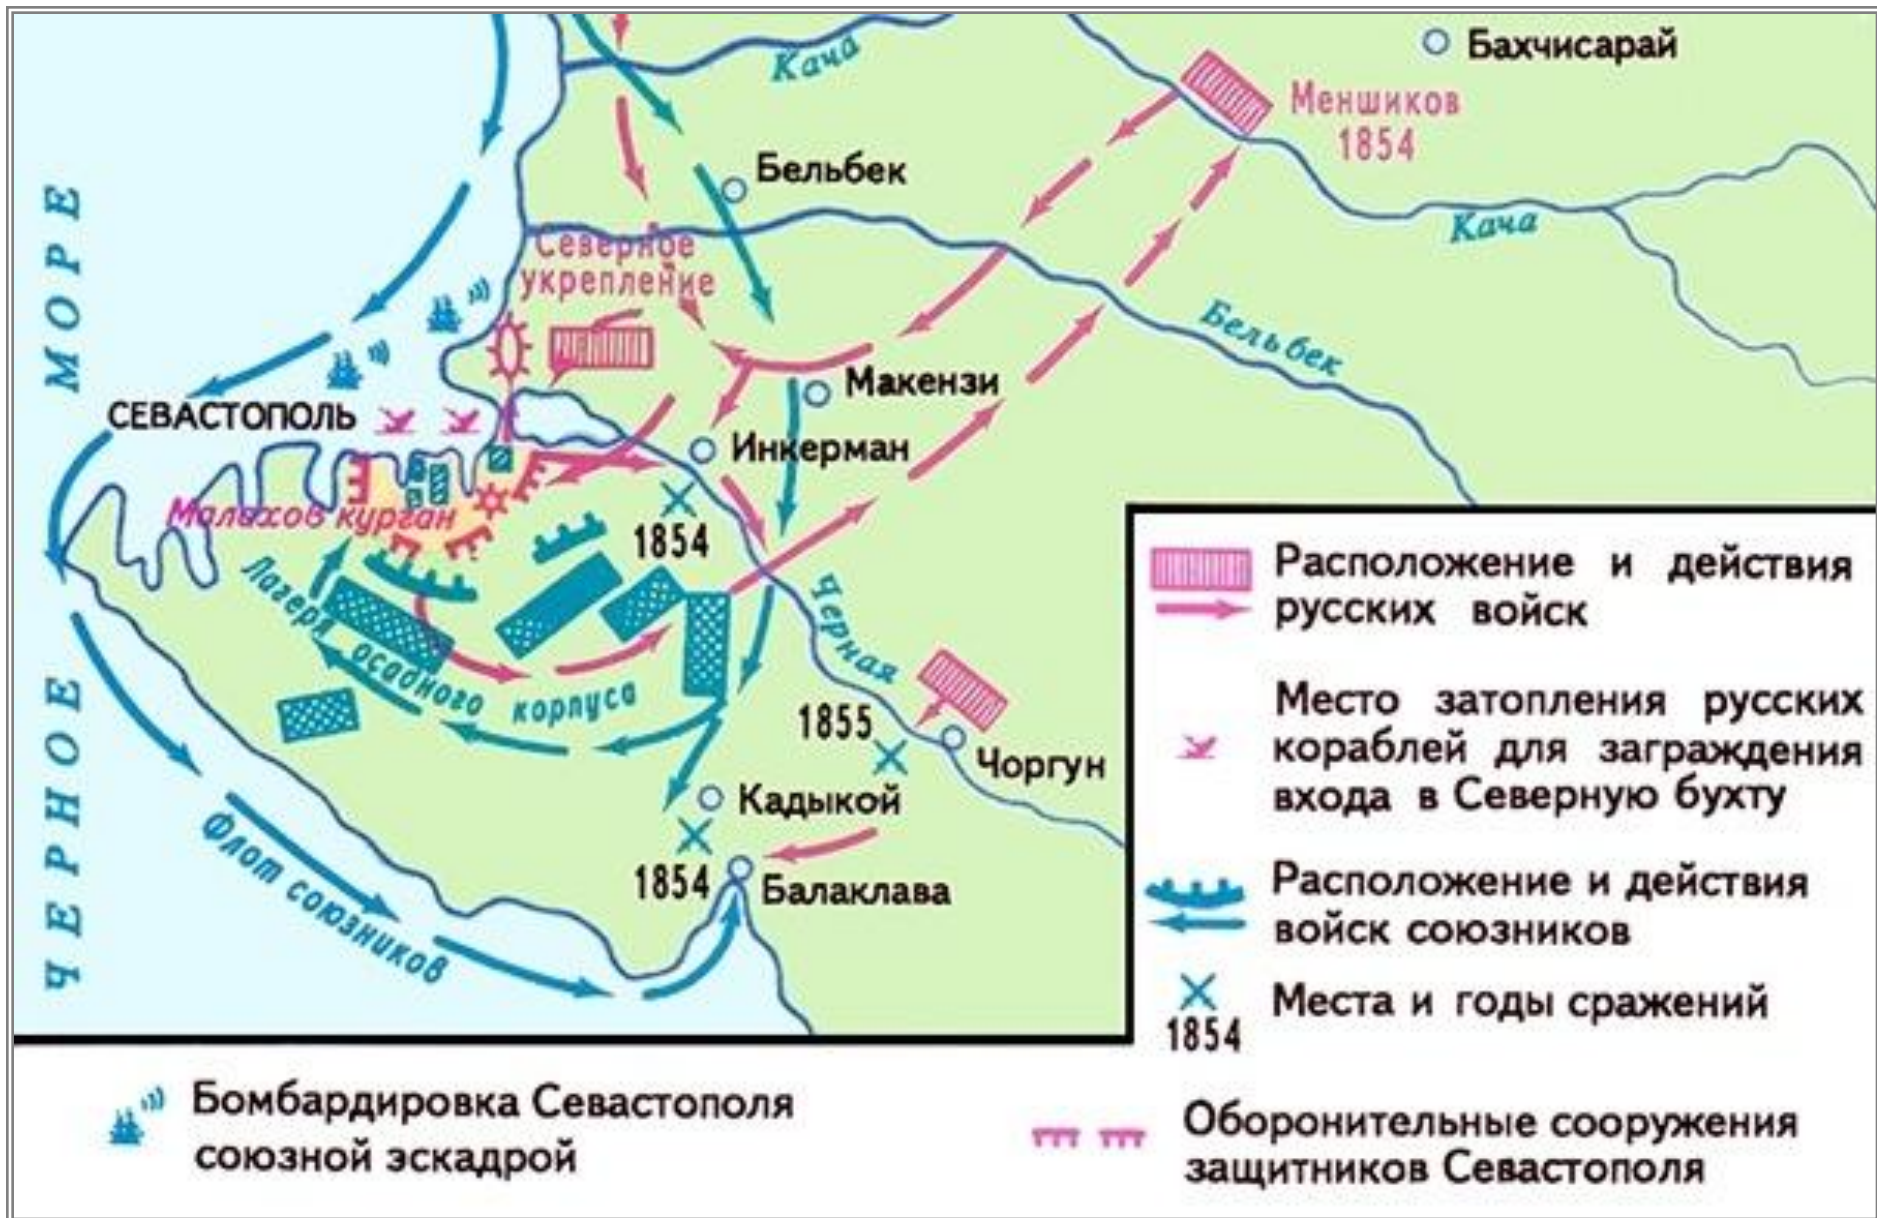 Кача
Бахчисарай
Меншиков
1854
Бельбек
Кача
Северное
укрепление
Бельбек
МОРЕ
Макензи
СЕВАСТОПОЛЬ
Инкерман
Малахов курган
1854
Лагеря осадного корпуса
Черная
1855
Чоргун
Кадыкой
1854
Балаклава
Флот союзников
ЧЕРНОЕ
Расположение и действия
русских войск
Место затопления русских
кораблей для заграждения
входа в Северную бухту
Расположение и действия
войск союзников
Места и годы сражений
1854
Бомбардировка Севастополя
союзной эскадрой
Оборонительные сооружения
защитников Севастополя